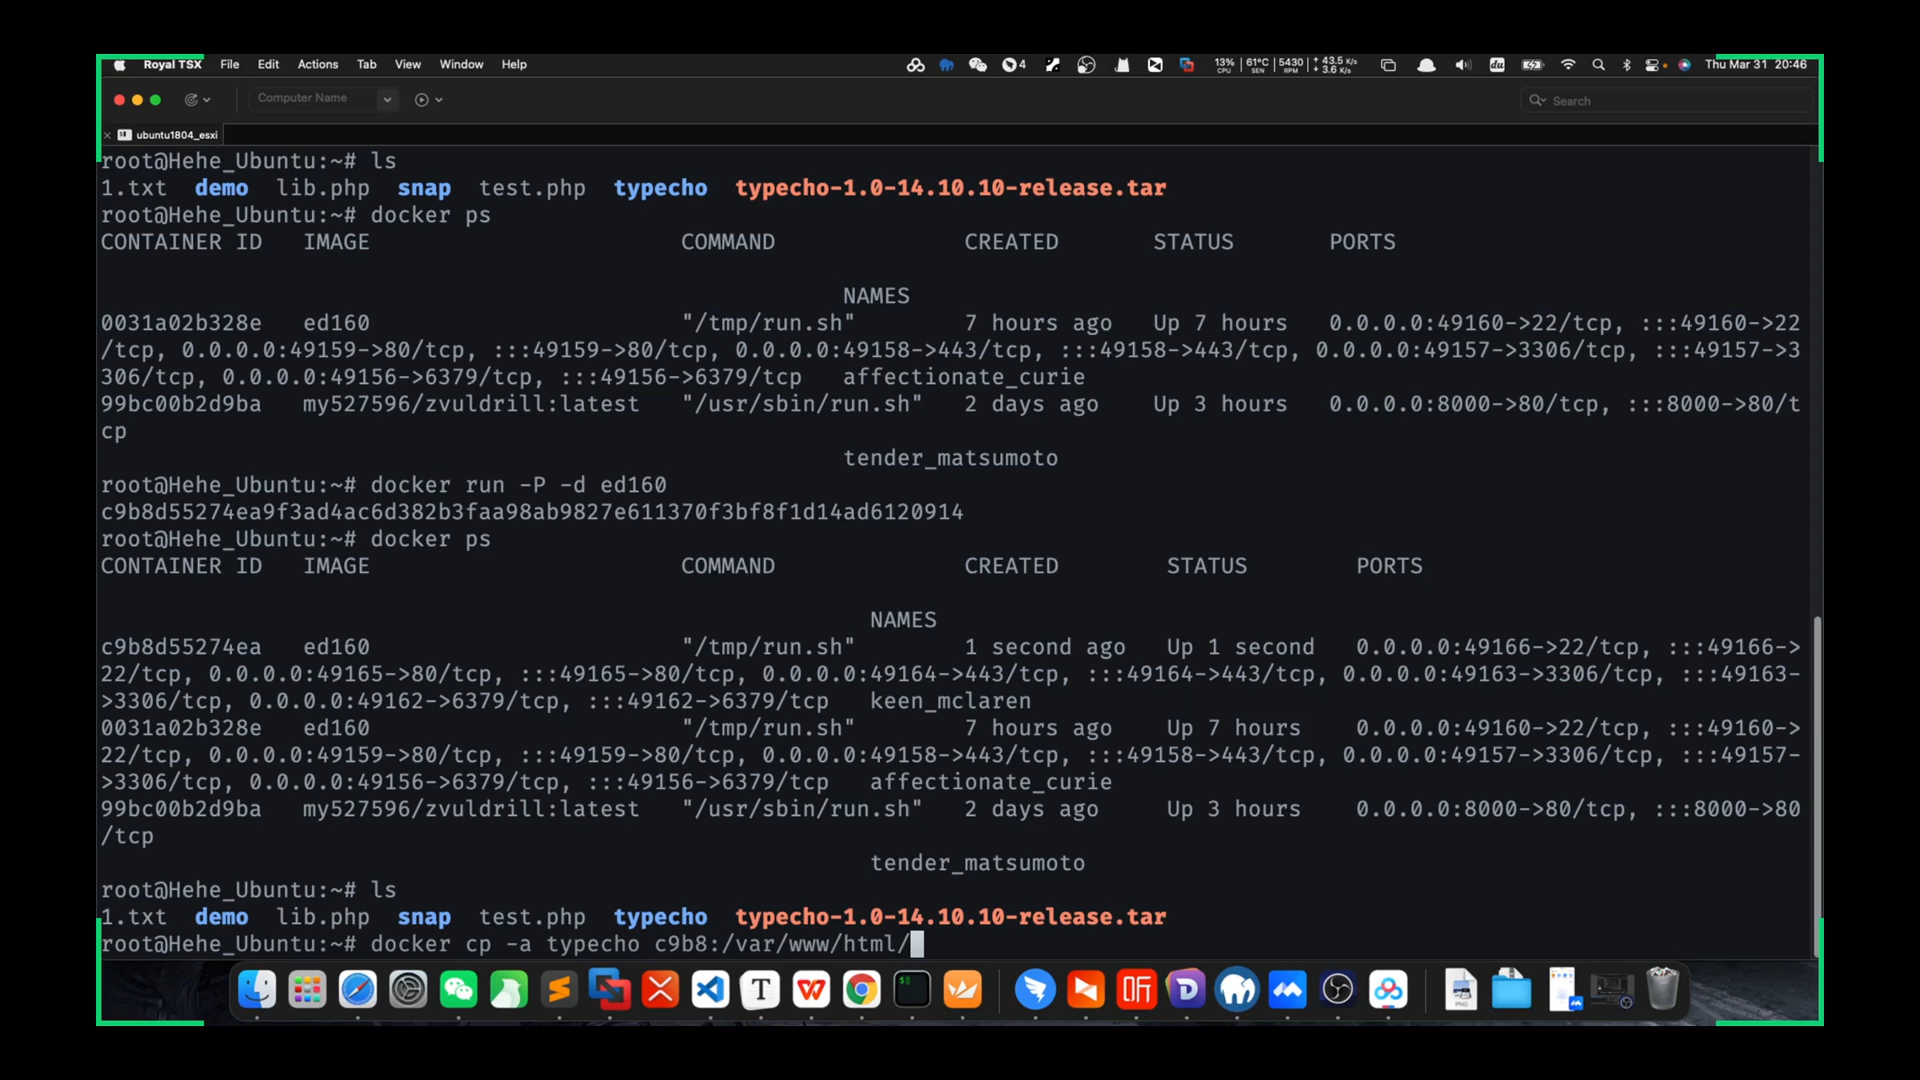 Royal TSX File Edit Actions Tab View Window Help 4 13% CPU 61°C SEN 5430 RPM 43.5 K/s 3.6 K/s du Thu Mar 31 20:46
Computer Name Search
ubuntu1804_esxi
root@Hehe_Ubuntu:~# ls
1.txt demo lib.php snap test.php typecho typecho-1.0-14.10.10-release.tar
root@Hehe_Ubuntu:~# docker ps
CONTAINER ID IMAGE COMMAND CREATED STATUS PORTS
NAMES
0031a02b328e ed160 "/tmp/run.sh" 7 hours ago Up 7 hours 0.0.0.0:49160->22/tcp, :::49160->22
/tcp, 0.0.0.0:49159->80/tcp, :::49159->80/tcp, 0.0.0.0:49158->443/tcp, :::49158->443/tcp, 0.0.0.0:49157->3306/tcp, :::49157->3
306/tcp, 0.0.0.0:49156->6379/tcp, :::49156->6379/tcp affectionate_curie
99bc00b2d9ba my527596/zvuldrill:latest "/usr/sbin/run.sh" 2 days ago Up 3 hours 0.0.0.0:8000->80/tcp, :::8000->80/t
cp
tender_matsumoto
root@Hehe_Ubuntu:~# docker run -P -d ed160
c9b8d55274ea9f3ad4ac6d382b3faa98ab9827e611370f3bf8f1d14ad6120914
root@Hehe_Ubuntu:~# docker ps
CONTAINER ID IMAGE COMMAND CREATED STATUS PORTS
NAMES
c9b8d55274ea ed160 "/tmp/run.sh" 1 second ago Up 1 second 0.0.0.0:49166->22/tcp, :::49166->
22/tcp, 0.0.0.0:49165->80/tcp, :::49165->80/tcp, 0.0.0.0:49164->443/tcp, :::49164->443/tcp, 0.0.0.0:49163->3306/tcp, :::49163-
>3306/tcp, 0.0.0.0:49162->6379/tcp, :::49162->6379/tcp keen_mclaren
0031a02b328e ed160 "/tmp/run.sh" 7 hours ago Up 7 hours 0.0.0.0:49160->22/tcp, :::49160->
22/tcp, 0.0.0.0:49159->80/tcp, :::49159->80/tcp, 0.0.0.0:49158->443/tcp, :::49158->443/tcp, 0.0.0.0:49157->3306/tcp, :::49157-
>3306/tcp, 0.0.0.0:49156->6379/tcp, :::49156->6379/tcp affectionate_curie
99bc00b2d9ba my527596/zvuldrill:latest "/usr/sbin/run.sh" 2 days ago Up 3 hours 0.0.0.0:8000->80/tcp, :::8000->80
/tcp
tender_matsumoto
root@Hehe_Ubuntu:~# ls
1.txt demo lib.php snap test.php typecho typecho-1.0-14.10.10-release.tar
root@Hehe_Ubuntu:~# docker cp -a typecho c9b8:/var/www/html/